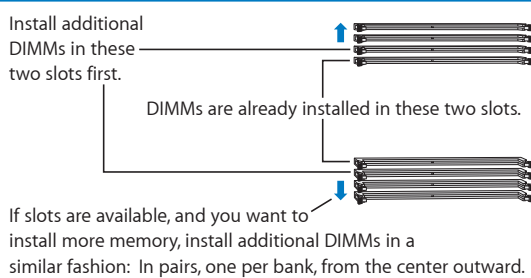 Install additional
DIMMs in these
two slots first.
DIMMs are already installed in these two slots.
If slots are available, and you want to
install more memory, install additional DIMMs in a
similar fashion: In pairs, one per bank, from the center outward.